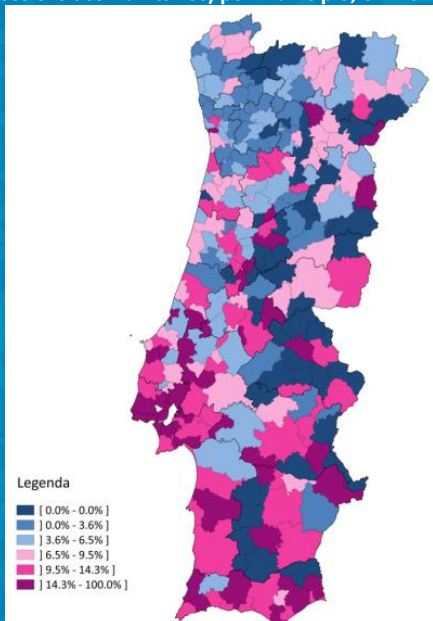 Legenda
[ 0.0% - 0.0% ]
] 0.0% - 3.6% ]
] 3.6% - 6.5% ]
] 6.5% - 9.5% ]
] 9.5% - 14.3% ]
] 14.3% - 100.0% ]